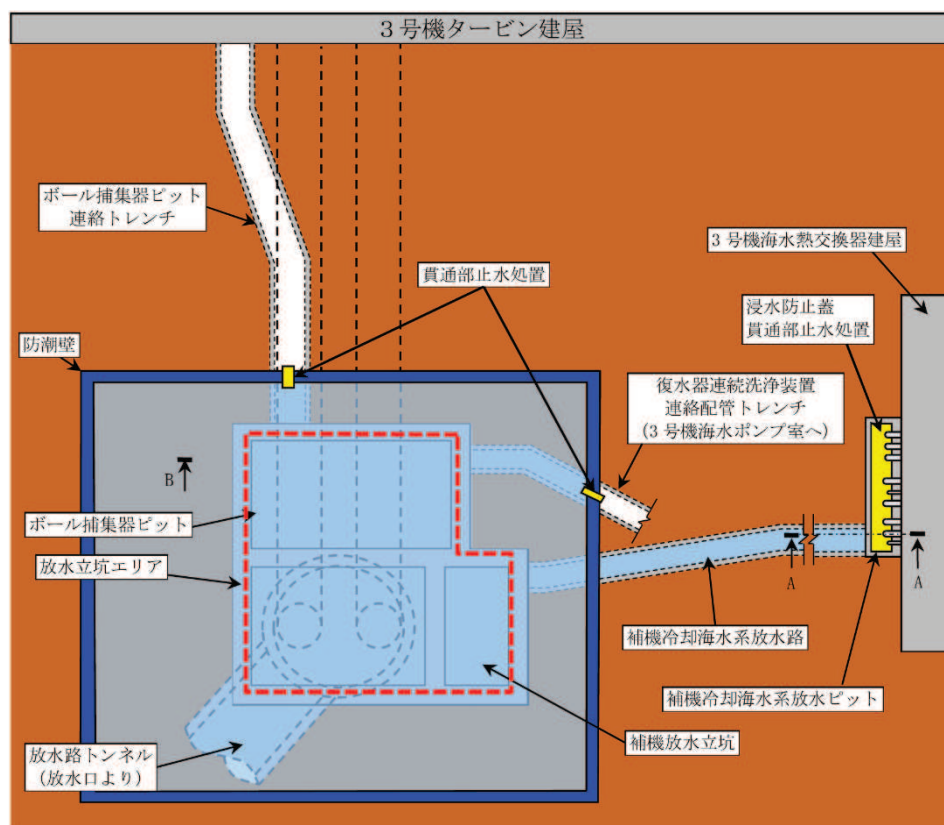 3号機タービン建屋
ボール捕集器ピット
連絡トレンチ
3号機海水熱交換器建屋
貫通部止水処置
浸水防止蓋
貫通部止水処置
防潮壁
復水器連続洗浄装置
連絡配管トレンチ
(3号機海水ポンプ室へ)
B
ボール捕集器ピット
放水立坑エリア
A
A
補機冷却海水系放水路
補機冷却海水系放水ピット
補機放水立坑
放水路トンネル
(放水口より)